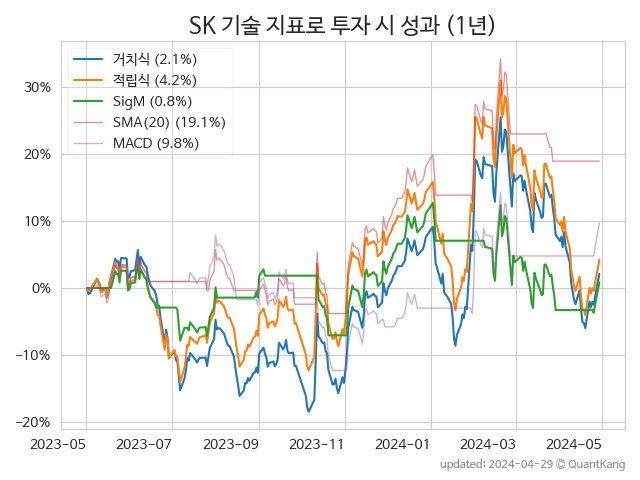 SK 기술 지표로 투자 시 성과 (1년)
거치식 (2.1%)
적립식 (4.2%)
SigM (0.8%)
SMA(20) (19.1%)
MACD (9.8%)
30%
20%
10%
0%
−10%
−20%
2023-05 2023-07 2023-09 2023-11 2024-01 2024-03 2024-05
updated: 2024-04-29 ⓒ QuantKang